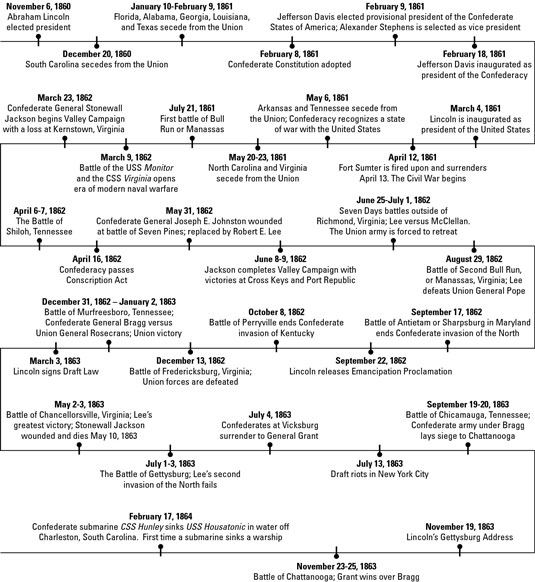 November 6, 1860
Abraham Lincoln
elected president
January 10-February 9, 1861
Florida, Alabama, Georgia, Louisiana,
and Texas secede from the Union
February 9, 1861
Jefferson Davis elected provisional president of the Confederate
States of America; Alexander Stephens is selected as vice president
December 20, 1860
South Carolina secedes from the Union
February 8, 1861
Confederate Constitution adopted
February 18, 1861
Jefferson Davis inaugurated as
president of the Confederacy
March 23, 1862
Confederate General Stonewall
Jackson begins Valley Campaign
with a loss at Kernstown, Virginia
July 21, 1861
First battle of Bull
Run or Manassas
May 6, 1861
Arkansas and Tennessee secede from
the Union; Confederacy recognizes a state
of war with the United States
March 4, 1861
Lincoln is inaugurated as
president of the United States
March 9, 1862
Battle of the USS Monitor
and the CSS Virginia opens
era of modern naval warfare
May 20-23, 1861
North Carolina and Virginia
secede from the Union
April 12, 1861
Fort Sumter is fired upon and surrenders
April 13. The Civil War begins
April 6-7, 1862
The Battle of
Shiloh, Tennessee
May 31, 1862
Confederate General Joseph E. Johnston wounded
at battle of Seven Pines; replaced by Robert E. Lee
June 25-July 1, 1862
Seven Days battles outside of
Richmond, Virginia; Lee versus McClellan.
The Union army is forced to retreat
April 16, 1862
Confederacy passes
Conscription Act
June 8-9, 1862
Jackson completes Valley Campaign with
victories at Cross Keys and Port Republic
August 29, 1862
Battle of Second Bull Run,
or Manassas, Virginia; Lee
defeats Union General Pope
December 31, 1862 – January 2, 1863
Battle of Murfreesboro, Tennessee;
Confederate General Bragg versus
Union General Rosecrans; Union victory
October 8, 1862
Battle of Perryville ends Confederate
invasion of Kentucky
September 17, 1862
Battle of Antietam or Sharpsburg in Maryland
ends Confederate invasion of the North
March 3, 1863
Lincoln signs Draft Law
December 13, 1862
Battle of Fredericksburg, Virginia;
Union forces are defeated
September 22, 1862
Lincoln releases Emancipation Proclamation
May 2-3, 1863
Battle of Chancellorsville, Virginia; Lee's
greatest victory; Stonewall Jackson
wounded and dies May 10, 1863
July 4, 1863
Confederates at Vicksburg
surrender to General Grant
September 19-20, 1863
Battle of Chicamauga, Tennessee;
Confederate army under Bragg
lays siege to Chattanooga
July 1-3, 1863
The Battle of Gettysburg; Lee's second
invasion of the North fails
July 13, 1863
Draft riots in New York City
February 17, 1864
Confederate submarine CSS Hunley sinks USS Housatonic in water off
Charleston, South Carolina. First time a submarine sinks a warship
November 19, 1863
Lincoln's Gettysburg Address
November 23-25, 1863
Battle of Chattanooga; Grant wins over Bragg